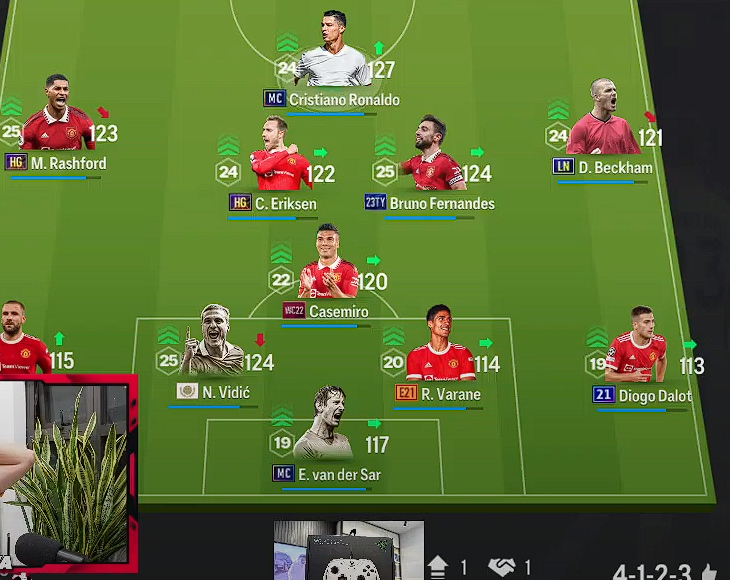 24 127
MC Cristiano Ronaldo
25 123
HG M. Rashford
24 122
HG C. Eriksen
25 124
23TY Bruno Fernandes
24 121
LN D. Beckham
22 120
WC22 Casemiro
115
25 124
N. Vidić
20 114
E21 R. Varane
19 113
21 Diogo Dalot
19 117
MC E. van der Sar
1 1
4-1-2-3